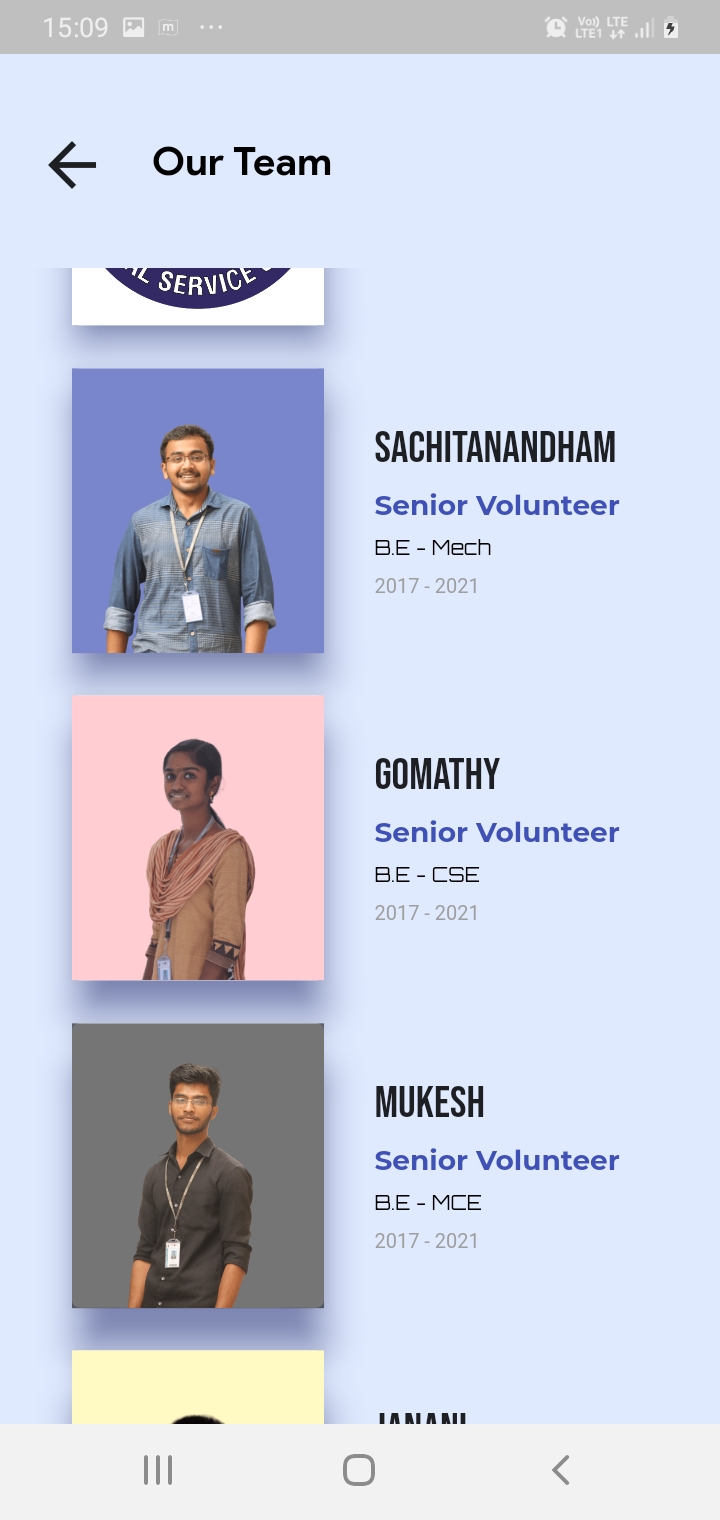 15:09
m
Vo)) LTE
LTE1
Our Team
SERVICE
SACHITANANDHAM
Senior Volunteer
B.E - Mech
2017 - 2021
GOMATHY
Senior Volunteer
B.E - CSE
2017 - 2021
MUKESH
Senior Volunteer
B.E - MCE
2017 - 2021
JANANI